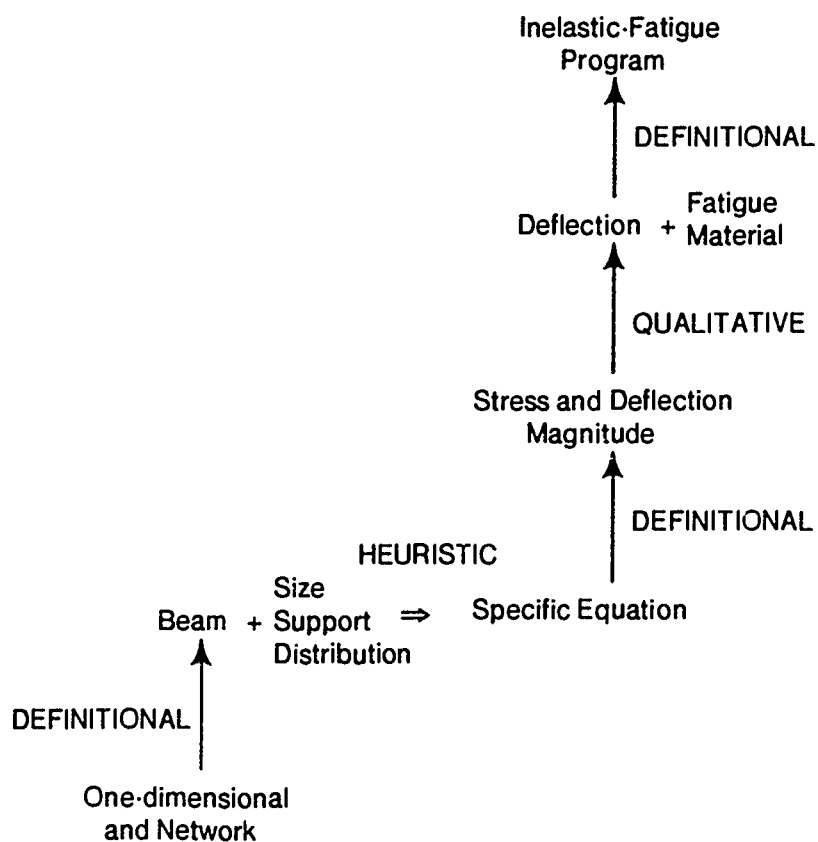 Inelastic·Fatigue
Program
DEFINITIONAL
Deflection + Fatigue
Material
QUALITATIVE
Stress and Deflection
Magnitude
DEFINITIONAL
HEURISTIC
Size
Beam + Support ⇒ Specific Equation
Distribution
DEFINITIONAL
One·dimensional
and Network